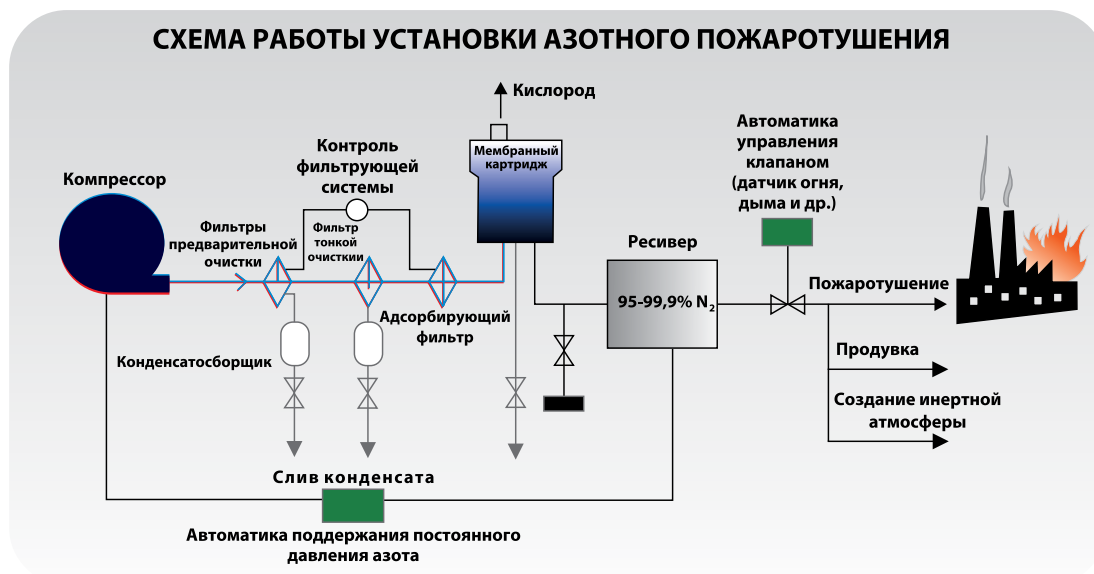 СХЕМА РАБОТЫ УСТАНОВКИ АЗОТНОГО ПОЖАРОТУШЕНИЯ
Кислород
Компрессор
Контроль
фильтрующей
системы
Мембранный
картридж
Автоматика
управления
клапаном
(датчик огня,
дыма и др.)
Фильтры
предварительной
очистки
Фильтр
тонкой
очисткии
Ресивер
95-99,9% N2
Пожаротушение
Адсорбирующий
фильтр
Конденсатосборщик
Продувка
Создание инертной
атмосферы
Слив конденсата
Автоматика поддержания постоянного
давления азота